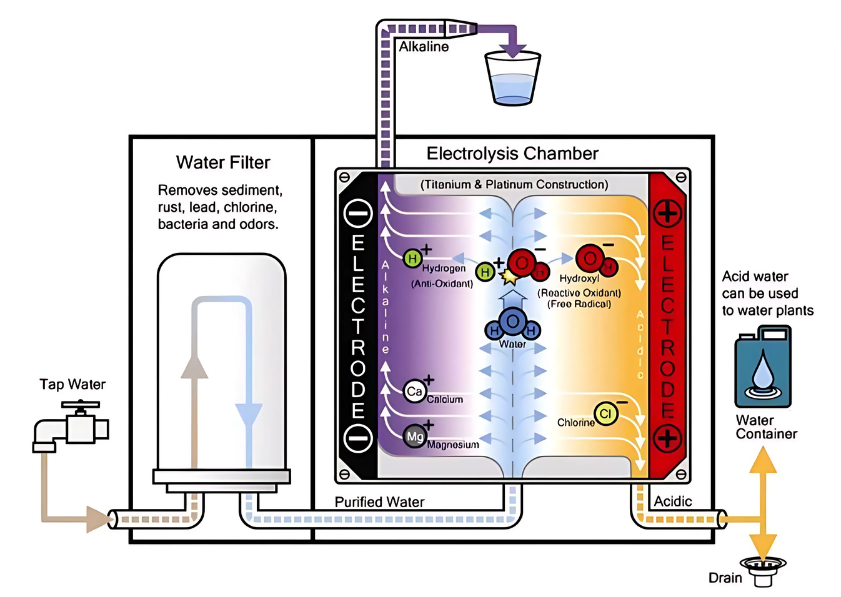 Alkaline
Water Filter
Removes sediment,
rust, lead, chlorine,
bacteria and odors.
Electrolysis Chamber
(Titanium & Platinum Construction)
−
+
ELECTRODE
Alkaline
H +
Hydrogen
(Anti-Oxidant)
H +
O −
H
O −
H
Hydroxyl
(Reactive Oxidant)
(Free Radical)
H O H
Water
Acidic
ELECTRODE
Ca +
Calcium
Mg +
Magnesium
Chlorine
Cl −
−
+
Acid water
can be used
to water plants
Water
Container
Tap Water
Purified Water
Acidic
Drain